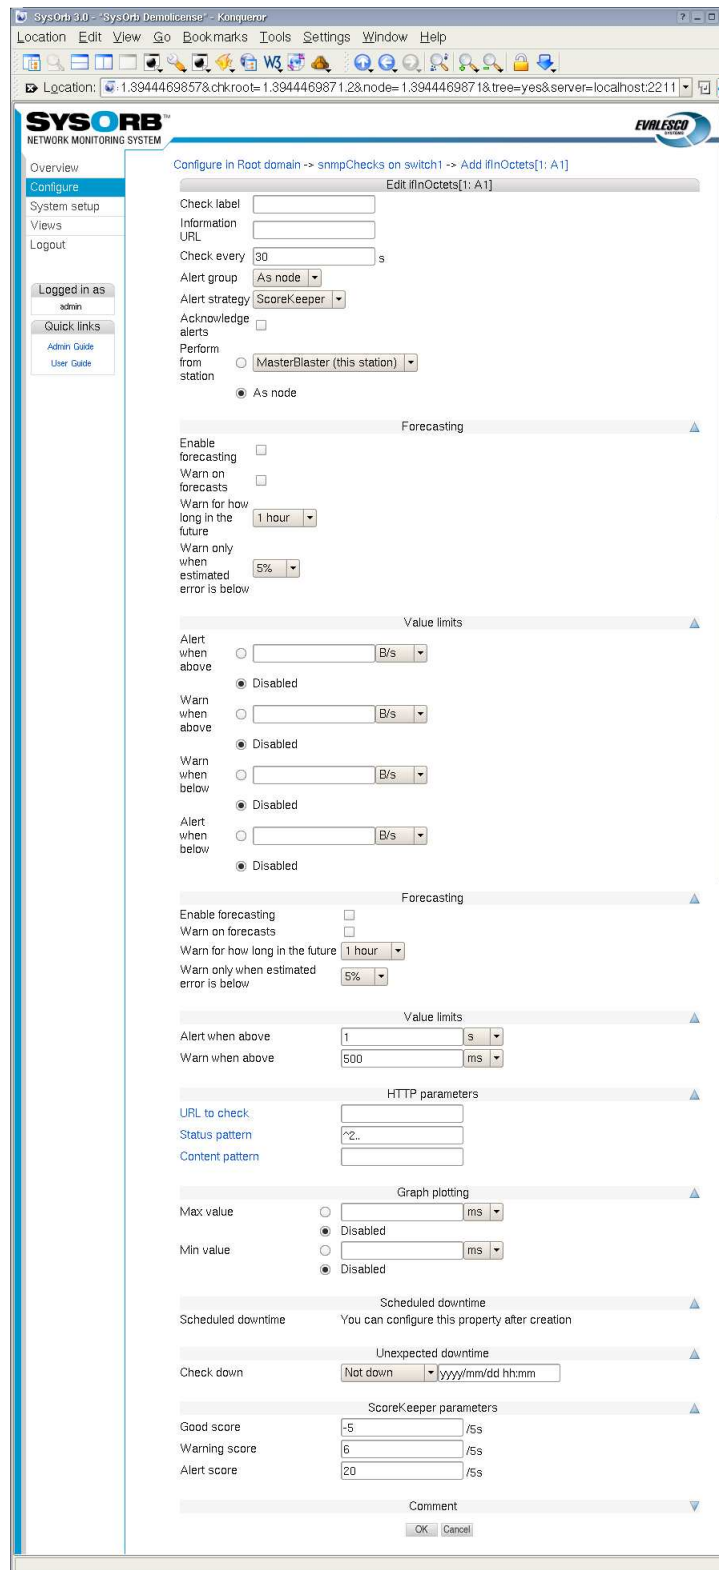 SysOrb 3.0 - "SysOrb Demolicense" - Konqueror
Location Edit View Go Bookmarks Tools Settings Window Help
Location: :1.3944469857&chkroot=1.3944469871.2&node=1.3944469871&tree=yes&server=localhost:2211
SYSORB™
NETWORK MONITORING SYSTEM
EVALESCO
SYSTEMS
Overview
Configure
System setup
Views
Logout
Logged in as
admin
Quick links
Admin Guide
User Guide
Configure in Root domain -> snmpChecks on switch1 -> Add ifInOctets[1: A1]
Edit ifInOctets[1: A1]
Check label
Information
URL
Check every 30 s
Alert group As node
Alert strategy ScoreKeeper
Acknowledge
alerts
Perform
from MasterBlaster (this station)
station
As node
Forecasting
Enable
forecasting
Warn on
forecasts
Warn for how
long in the 1 hour
future
Warn only
when
estimated 5%
error is below
Value limits
Alert
when B/s
above
Disabled
Warn
when B/s
above
Disabled
Warn
when B/s
below
Disabled
Alert
when B/s
below
Disabled
Forecasting
Enable forecasting
Warn on forecasts
Warn for how long in the future 1 hour
Warn only when estimated 5%
error is below
Value limits
Alert when above 1 s
Warn when above 500 ms
HTTP parameters
URL to check
Status pattern ^2..
Content pattern
Graph plotting
Max value ms
Disabled
Min value ms
Disabled
Scheduled downtime
Scheduled downtime You can configure this property after creation
Unexpected downtime
Check down Not down yyyy/mm/dd hh:mm
ScoreKeeper parameters
Good score -5 /5s
Warning score 6 /5s
Alert score 20 /5s
Comment
OK Cancel